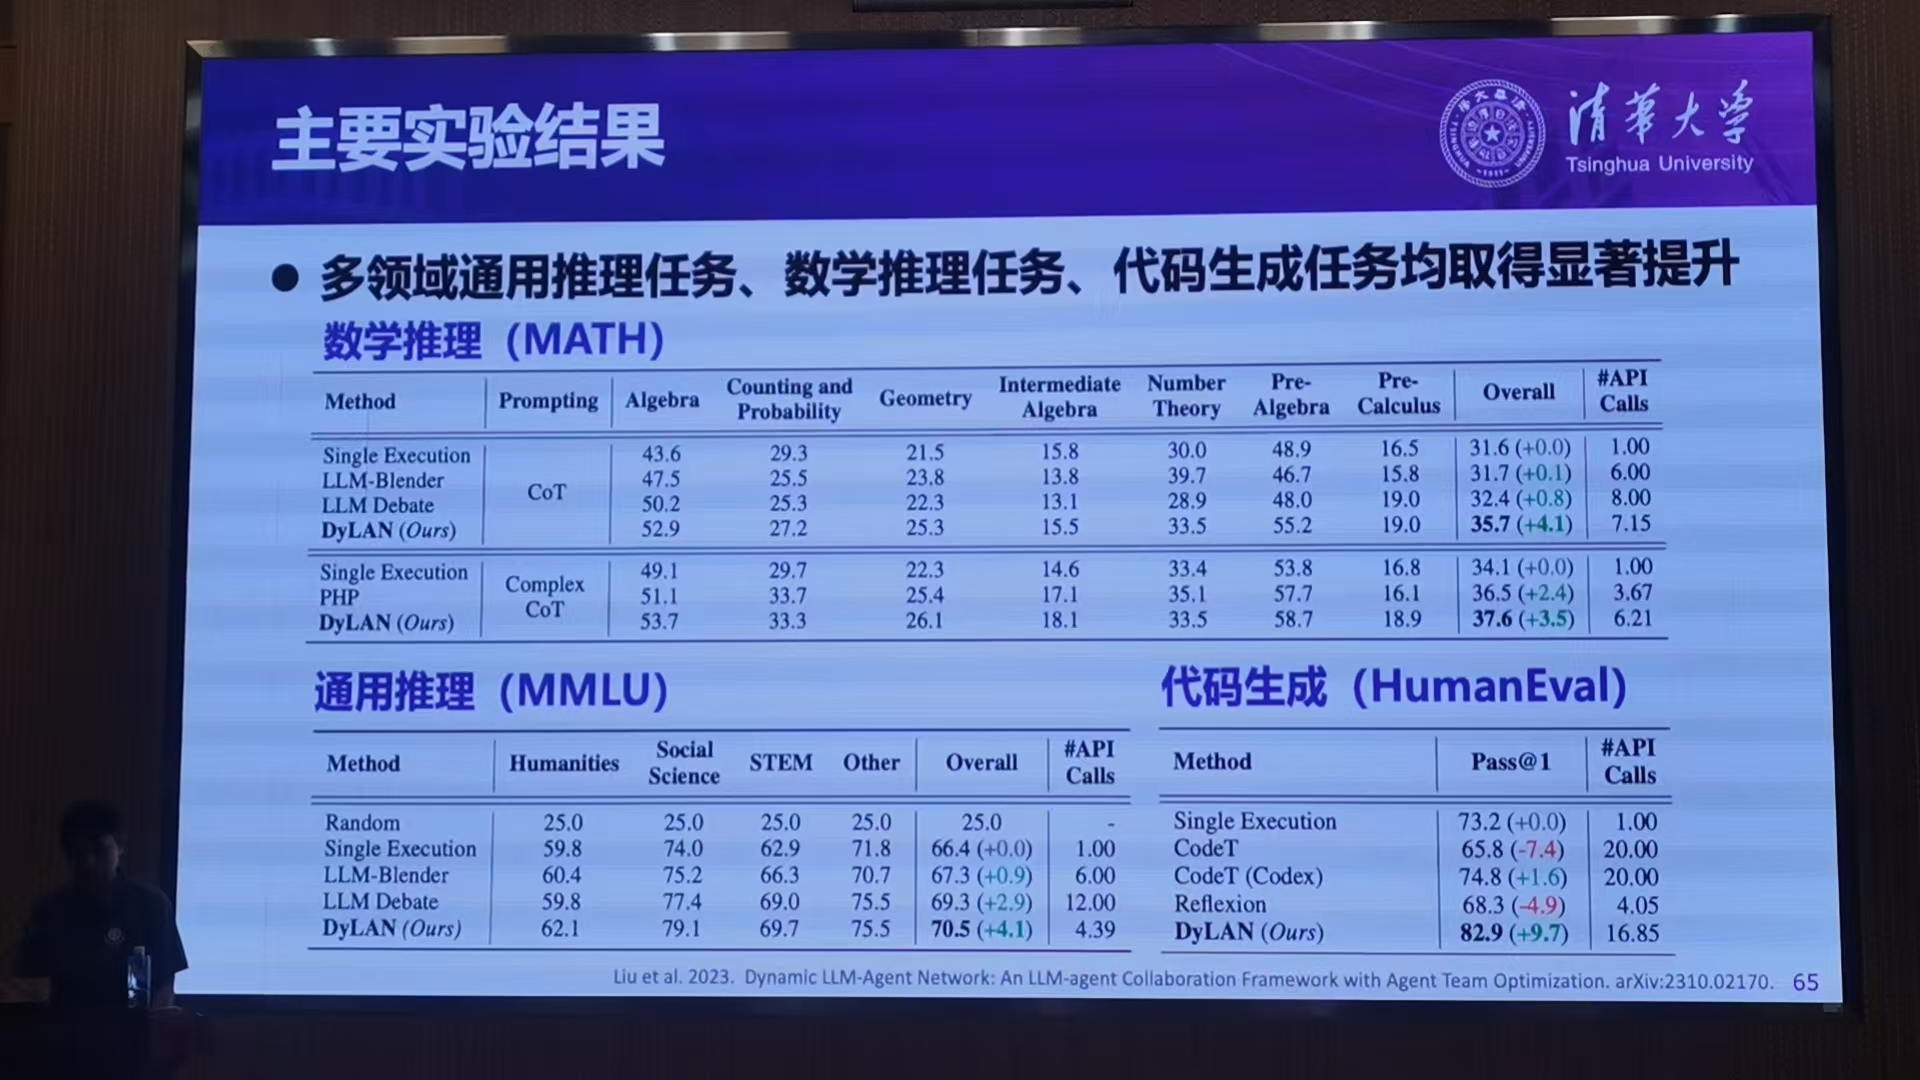 主要实验结果
清华大学
Tsinghua University
● 多领域通用推理任务、数学推理任务、代码生成任务均取得显著提升
数学推理（MATH）
Method Prompting Algebra Counting and Probability Geometry Intermediate Algebra Number Theory Pre-Algebra Pre-Calculus Overall #API Calls
Single Execution CoT 43.6 29.3 21.5 15.8 30.0 48.9 16.5 31.6 (+0.0) 1.00
LLM-Blender 47.5 25.5 23.8 13.8 39.7 46.7 15.8 31.7 (+0.1) 6.00
LLM Debate 50.2 25.3 22.3 13.1 28.9 48.0 19.0 32.4 (+0.8) 8.00
DyLAN (Ours) 52.9 27.2 25.3 15.5 33.5 55.2 19.0 35.7 (+4.1) 7.15
Single Execution Complex CoT 49.1 29.7 22.3 14.6 33.4 53.8 16.8 34.1 (+0.0) 1.00
PHP 51.1 33.7 25.4 17.1 35.1 57.7 16.1 36.5 (+2.4) 3.67
DyLAN (Ours) 53.7 33.3 26.1 18.1 33.5 58.7 18.9 37.6 (+3.5) 6.21
通用推理（MMLU）
Method Humanities Social Science STEM Other Overall #API Calls
Random 25.0 25.0 25.0 25.0 25.0 -
Single Execution 59.8 74.0 62.9 71.8 66.4 (+0.0) 1.00
LLM-Blender 60.4 75.2 66.3 70.7 67.3 (+0.9) 6.00
LLM Debate 59.8 77.4 69.0 75.5 69.3 (+2.9) 12.00
DyLAN (Ours) 62.1 79.1 69.7 75.5 70.5 (+4.1) 4.39
代码生成（HumanEval）
Method Pass@1 #API Calls
Single Execution 73.2 (+0.0) 1.00
CodeT 65.8 (-7.4) 20.00
CodeT (Codex) 74.8 (+1.6) 20.00
Reflexion 68.3 (-4.9) 4.05
DyLAN (Ours) 82.9 (+9.7) 16.85
Liu et al. 2023. Dynamic LLM-Agent Network: An LLM-agent Collaboration Framework with Agent Team Optimization. arXiv:2310.02170. 65